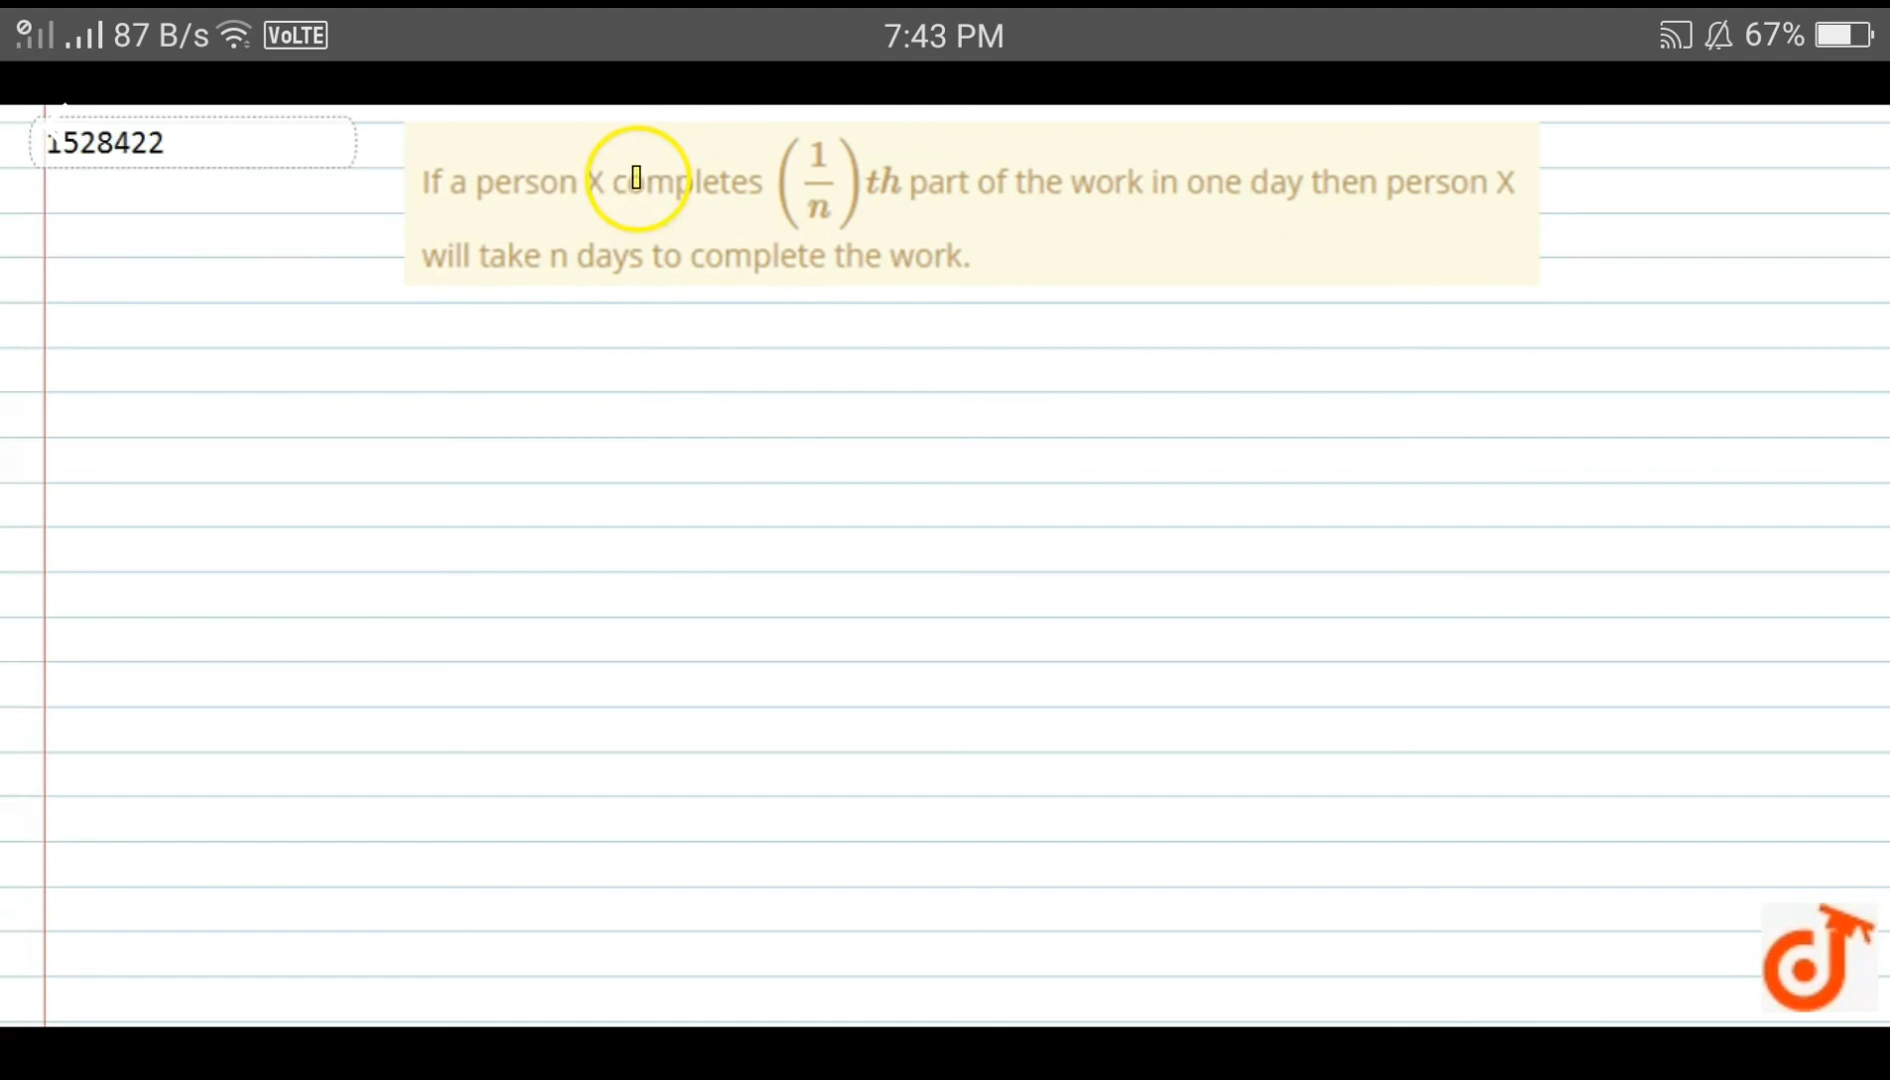 87 B/s VoLTE 7:43 PM 67%
1528422
If a person X completes (1/n)th part of the work in one day then person X
will take n days to complete the work.